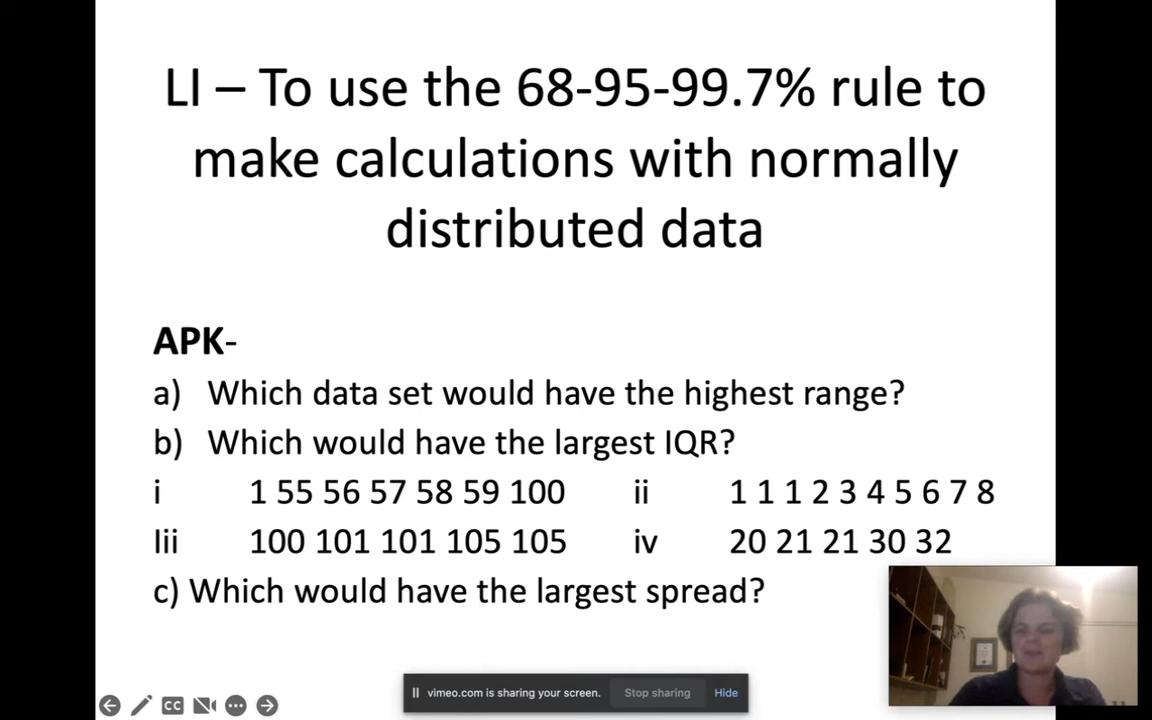 LI – To use the 68-95-99.7% rule to
make calculations with normally
distributed data
APK-
a) Which data set would have the highest range?
b) Which would have the largest IQR?
i 1 55 56 57 58 59 100 ii 1 1 1 2 3 4 5 6 7 8
Iii 100 101 101 105 105 iv 20 21 21 30 32
c) Which would have the largest spread?
CC
vimeo.com is sharing your screen. Stop sharing Hide